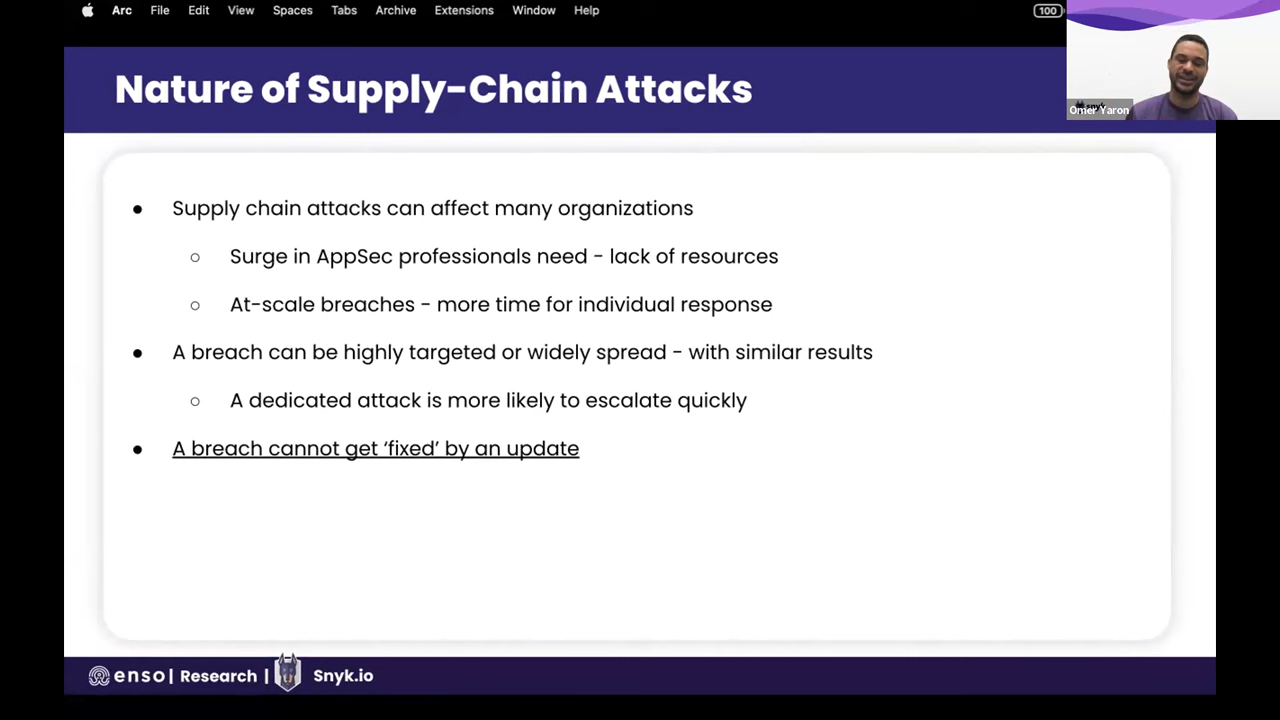 Arc File Edit View Spaces Tabs Archive Extensions Window Help 100
Nature of Supply-Chain Attacks
Omer Yaron
● Supply chain attacks can affect many organizations
○ Surge in AppSec professionals need - lack of resources
○ At-scale breaches - more time for individual response
● A breach can be highly targeted or widely spread - with similar results
○ A dedicated attack is more likely to escalate quickly
● A breach cannot get ‘fixed’ by an update
enso | Research | Snyk.io